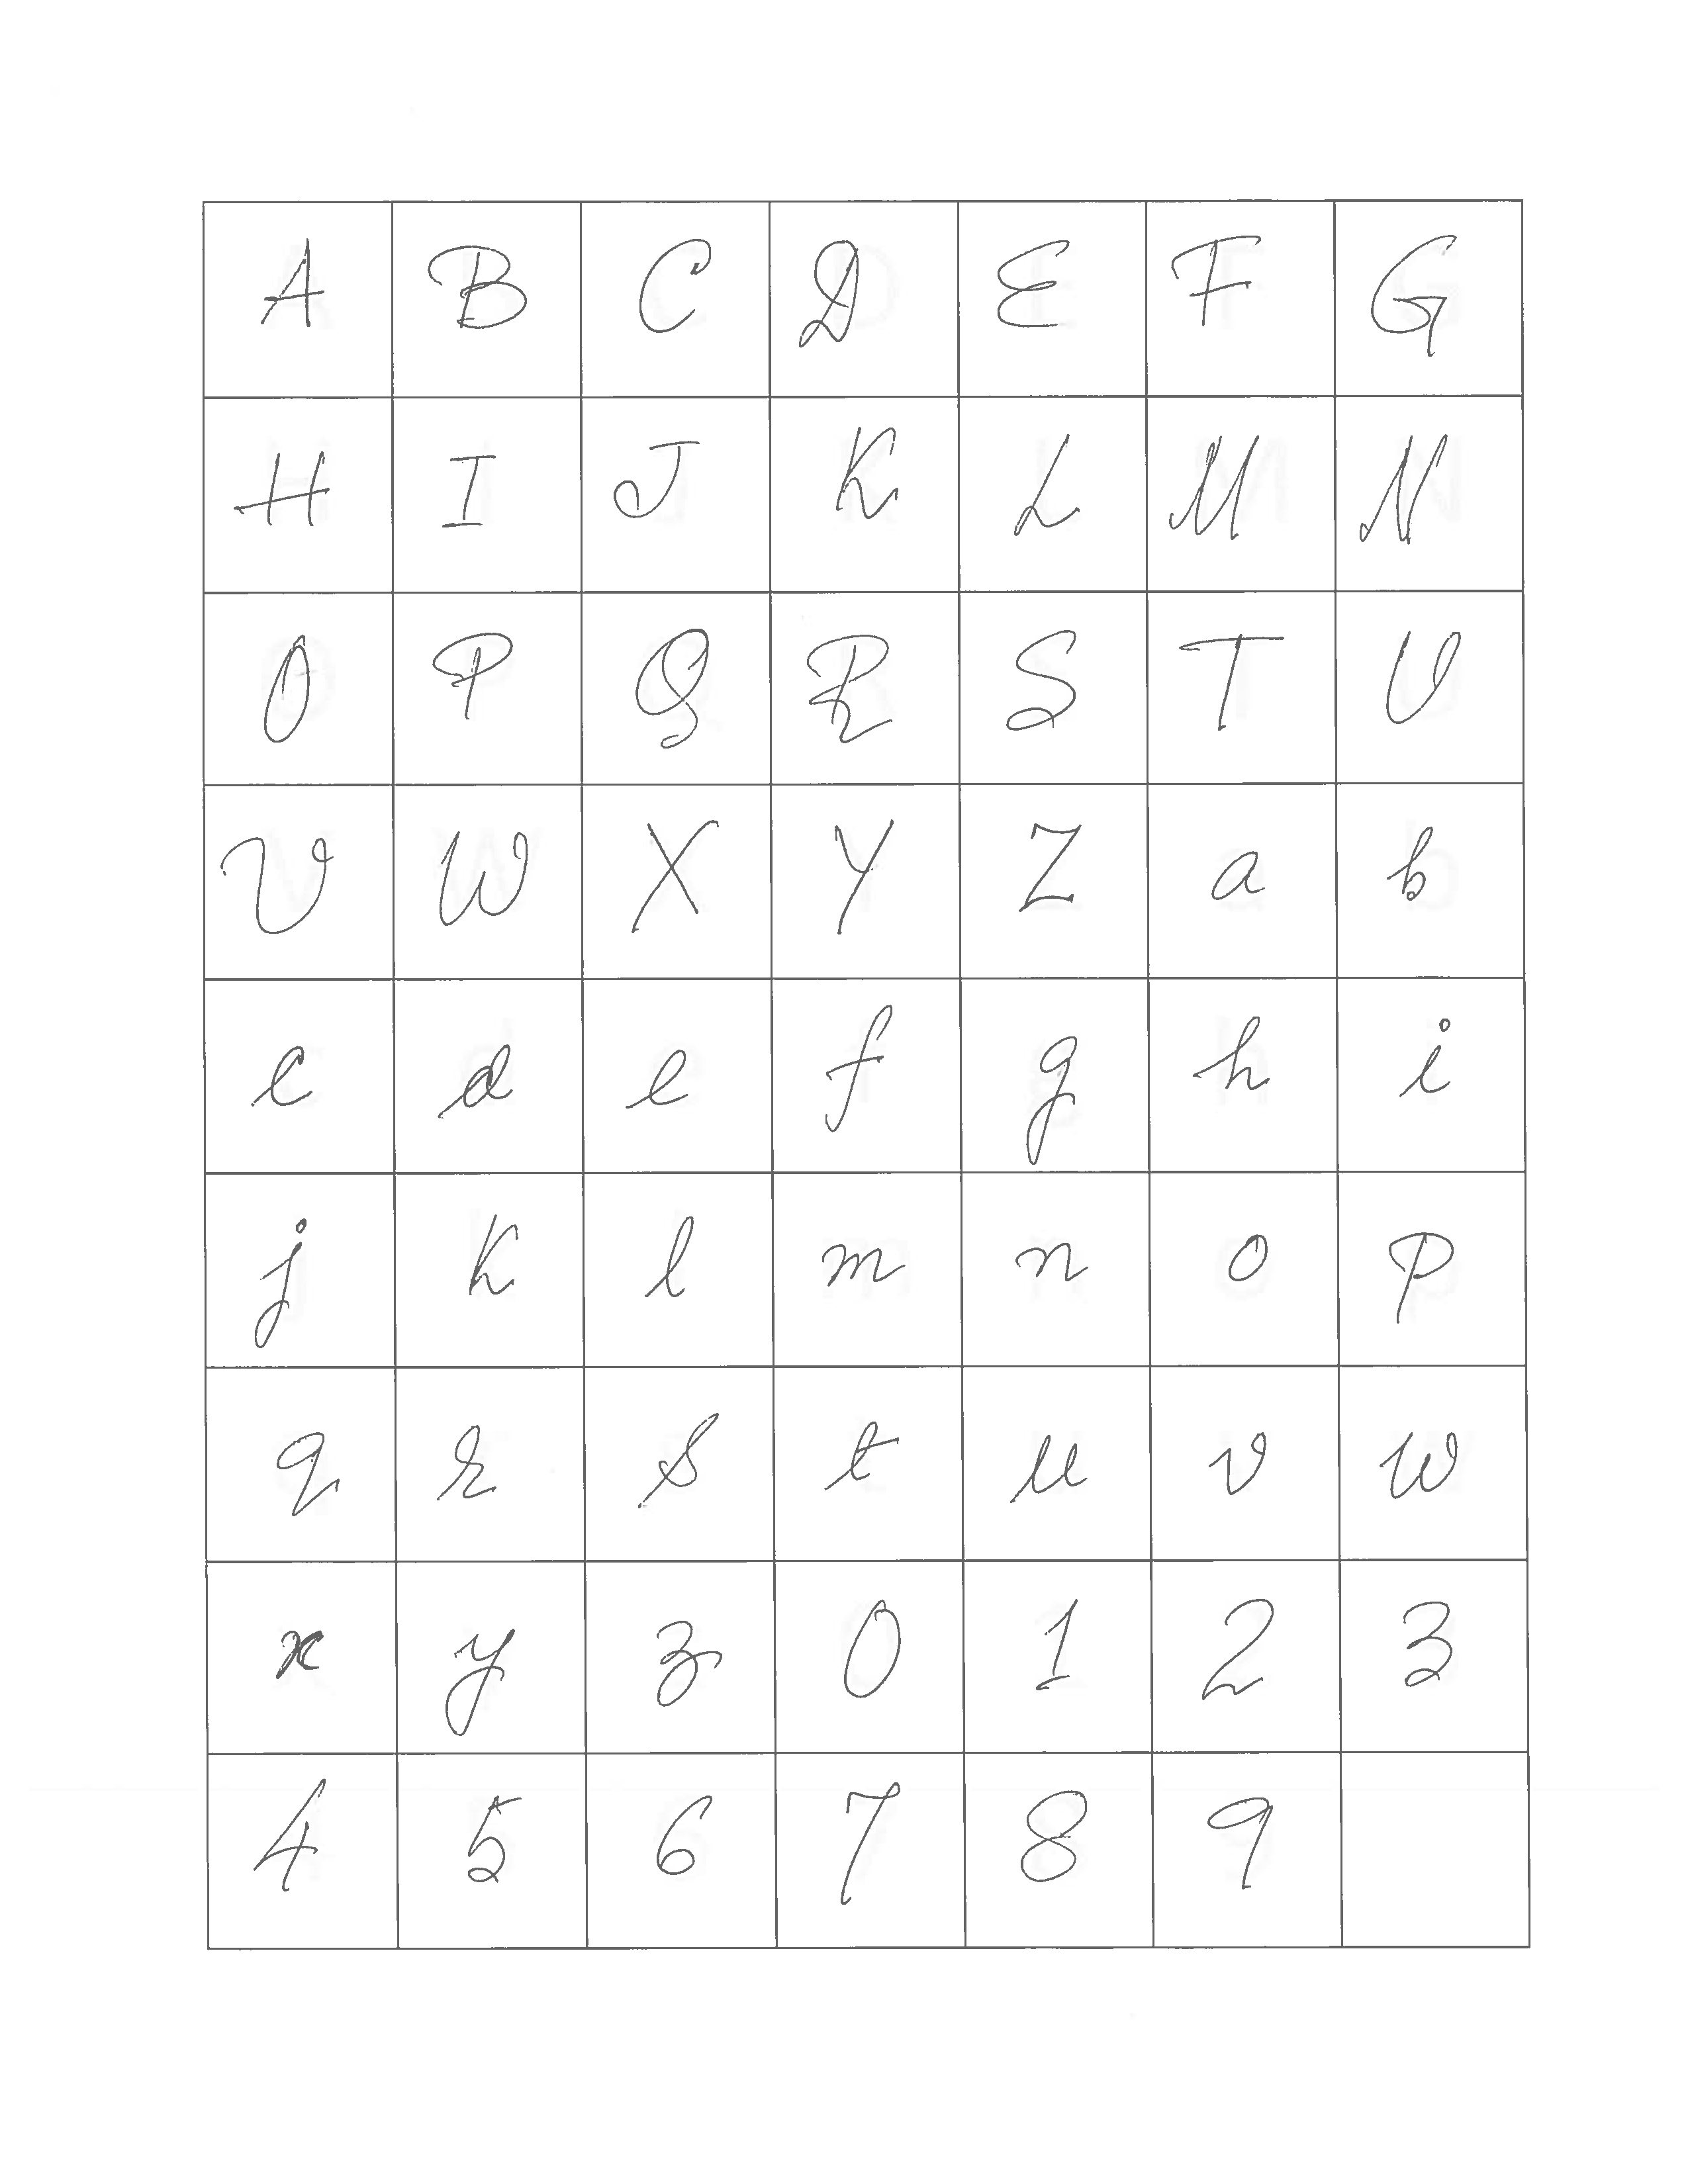 A B C D E F G
H I J K L M N
O P Q R S T U
V W X Y Z a b
c d e f g h i
j k l m n o p
q r s t u v w
x y z 0 1 2 3
4 5 6 7 8 9